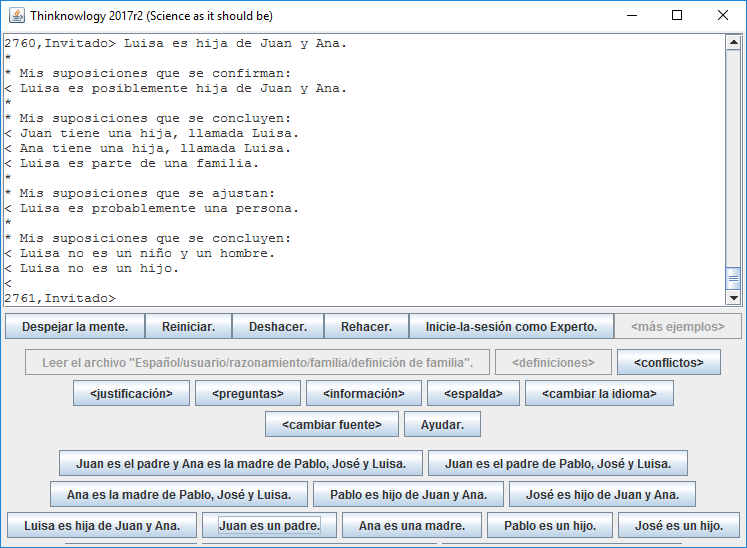 Thinknowlogy 2017r2 (Science as it should be)
2760,Invitado> Luisa es hija de Juan y Ana.
*
* Mis suposiciones que se confirman:
< Luisa es posiblemente hija de Juan y Ana.
*
* Mis suposiciones que se concluyen:
< Juan tiene una hija, llamada Luisa.
< Ana tiene una hija, llamada Luisa.
< Luisa es parte de una familia.
*
* Mis suposiciones que se ajustan:
< Luisa es probablemente una persona.
*
* Mis suposiciones que se concluyen:
< Luisa no es un niño y un hombre.
< Luisa no es un hijo.
<
2761,Invitado>
Despejar la mente. Reiniciar. Deshacer. Rehacer. Inicie-la-sesión como Experto. <más ejemplos>
Leer el archivo "Español/usuario/razonamiento/familia/definición de familia". <definiciones> <conflictos>
<justificación> <preguntas> <información> <espalda> <cambiar la idioma>
<cambiar fuente> Ayudar.
Juan es el padre y Ana es la madre de Pablo, José y Luisa. Juan es el padre de Pablo, José y Luisa.
Ana es la madre de Pablo, José y Luisa. Pablo es hijo de Juan y Ana. José es hijo de Juan y Ana.
Luisa es hija de Juan y Ana. Juan es un padre. Ana es una madre. Pablo es un hijo. José es un hijo.